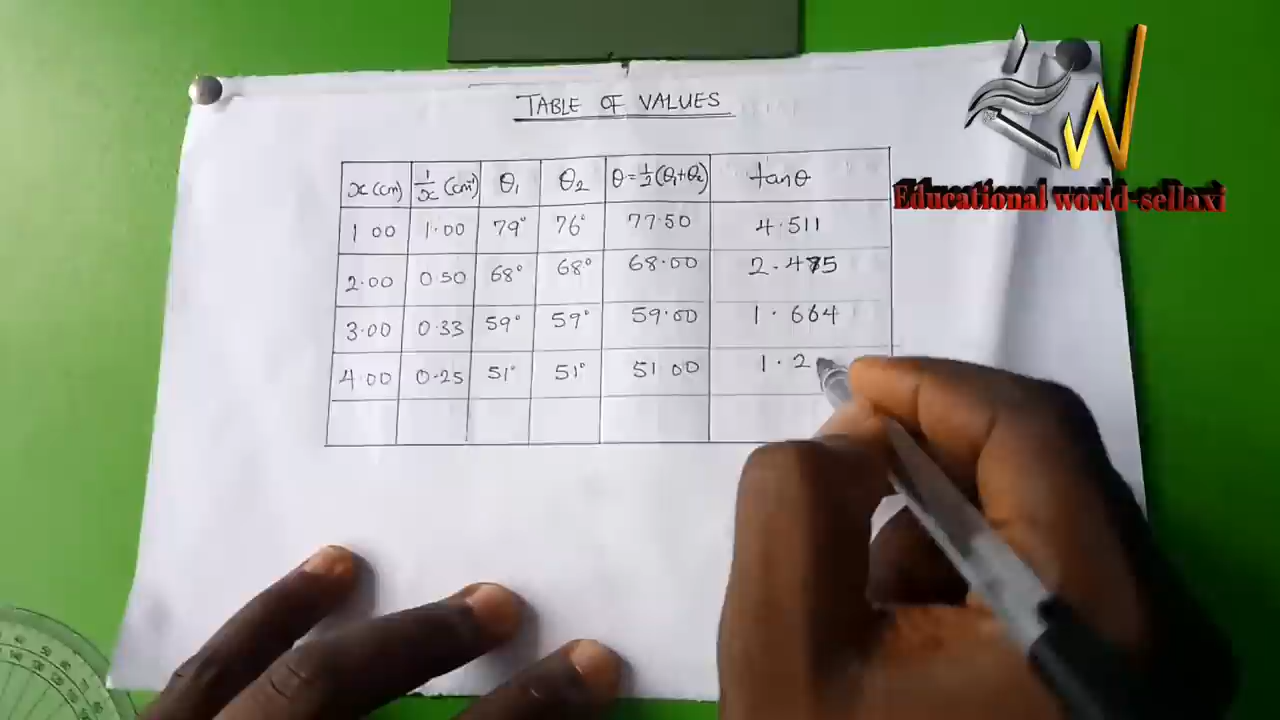 TABLE OF VALUES
x (cm) 1/x (cm⁻¹) θ₁ θ₂ θ = ½(θ₁+θ₂) tanθ
1 00 1.00 79° 76° 77.50 4.511
2.00 0.50 68° 68° 68.00 2.475
3.00 0.33 59° 59° 59.00 1.664
4.00 0.25 51° 51° 51 00 1.2
W
Educational world-sellaxi